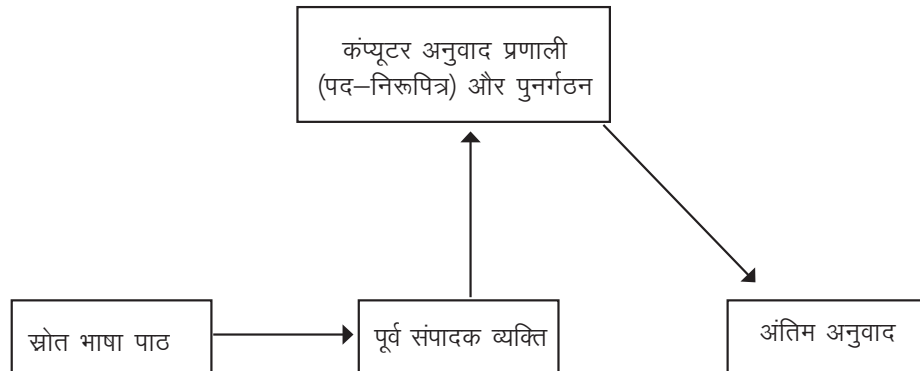 कंप्यूटर अनुवाद प्रणाली
(पद–निरूपित्र) और पुनर्गठन
स्रोत भाषा पाठ
पूर्व संपादक व्यक्ति
अंतिम अनुवाद